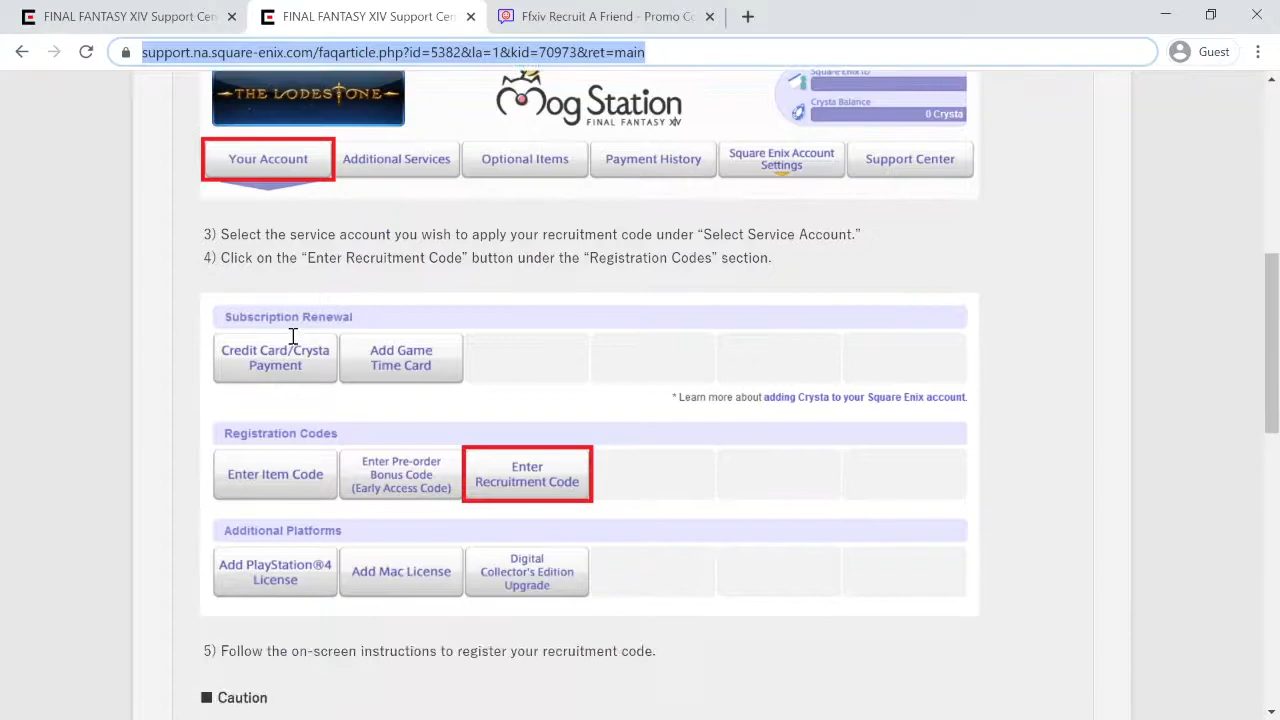 FINAL FANTASY XIV Support Cen
FINAL FANTASY XIV Support Cen
Ffxiv Recruit A Friend - Promo Co
support.na.square-enix.com/faqarticle.php?id=5382&la=1&kid=70973&ret=main
Guest
THE LODESTONE
Mog Station
FINAL FANTASY XIV
Square Enix ID
Crysta Balance
0 Crysta
Your Account
Additional Services
Optional Items
Payment History
Square Enix Account
Settings
Support Center
3) Select the service account you wish to apply your recruitment code under “Select Service Account.”
4) Click on the “Enter Recruitment Code” button under the “Registration Codes” section.
Subscription Renewal
Credit Card/Crysta
Payment
Add Game
Time Card
* Learn more about adding Crysta to your Square Enix account.
Registration Codes
Enter Item Code
Enter Pre-order
Bonus Code
(Early Access Code)
Enter
Recruitment Code
Additional Platforms
Add PlayStation®4
License
Add Mac License
Digital
Collector's Edition
Upgrade
5) Follow the on-screen instructions to register your recruitment code.
■ Caution